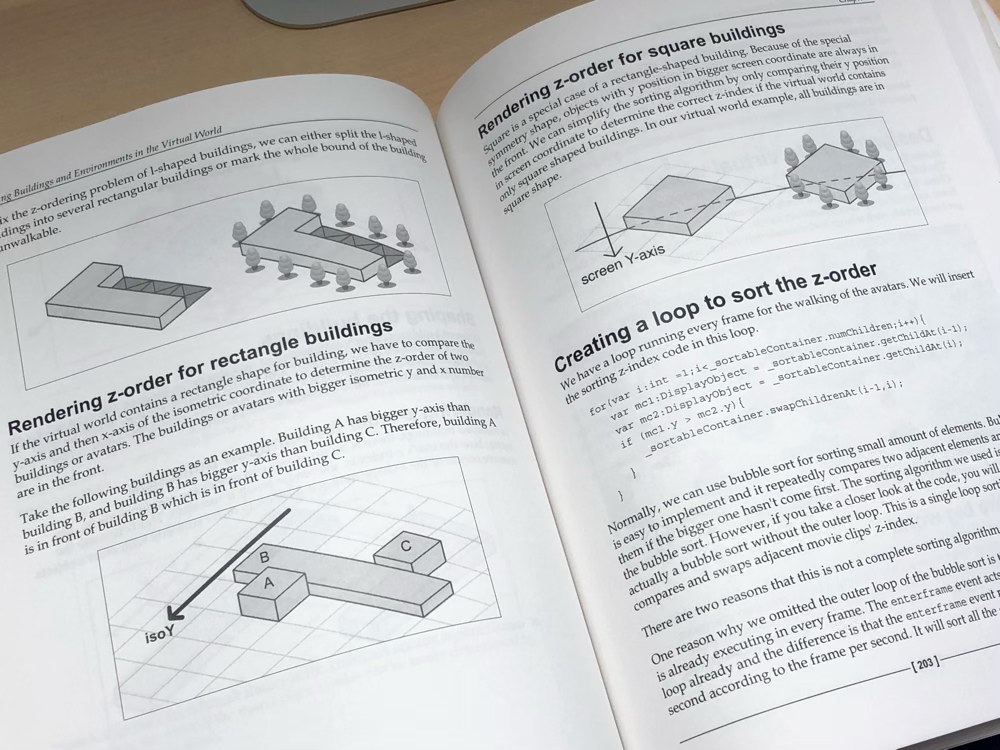 ng Buildings and Environments in the Virtual World
ix the z-ordering problem of l-shaped buildings, we can either split the l-shaped
dings into several rectangular buildings or mark the whole bound of the building
unwalkable.
Rendering z-order for rectangle buildings
If the virtual world contains a rectangle shape for building, we have to compare the
y-axis and then x-axis of the isometric coordinate to determine the z-order of two
buildings or avatars. The buildings or avatars with bigger isometric y and x number
are in the front.
Take the following buildings as an example. Building A has bigger y-axis than
building B, and building B has bigger y-axis than building C. Therefore, building A
is in front of building B which is in front of building C.
B
C
A
isoY
Rendering z-order for square buildings
Square is a special case of a rectangle-shaped building. Because of the special
symmetry shape, objects with y position in bigger screen coordinate are always in
the front. We can simplify the sorting algorithm by only comparing their y position
in screen coordinate to determine the correct z-index if the virtual world contains
only square shaped buildings. In our virtual world example, all buildings are in
square shape.
screen Y-axis
Creating a loop to sort the z-order
We have a loop running every frame for the walking of the avatars. We will insert
the sorting z-index code in this loop.
for(var i:int =1;i<_sortableContainer.numChildren;i++){
var mc1:DisplayObject = _sortableContainer.getChildAt(i-1);
var mc2:DisplayObject = _sortableContainer.getChildAt(i);
if (mc1.y > mc2.y){
_sortableContainer.swapChildrenAt(i-1,i);
}
}
Normally, we can use bubble sort for sorting small amount of elements. Bu
is easy to implement and it repeatedly compares two adjacent elements a
them if the bigger one hasn't come first. The sorting algorithm we used i
the bubble sort. However, if you take a closer look at the code, you will
actually a bubble sort without the outer loop. This is a single loop sort
compares and swaps adjacent movie clips' z-index.
There are two reasons that this is not a complete sorting algorithm
One reason why we omitted the outer loop of the bubble sort is
is already executing in every frame. The enterframe event act
loop already and the difference is that the enterframe event r
second according to the frame per second. It will sort all the
[ 203 ]